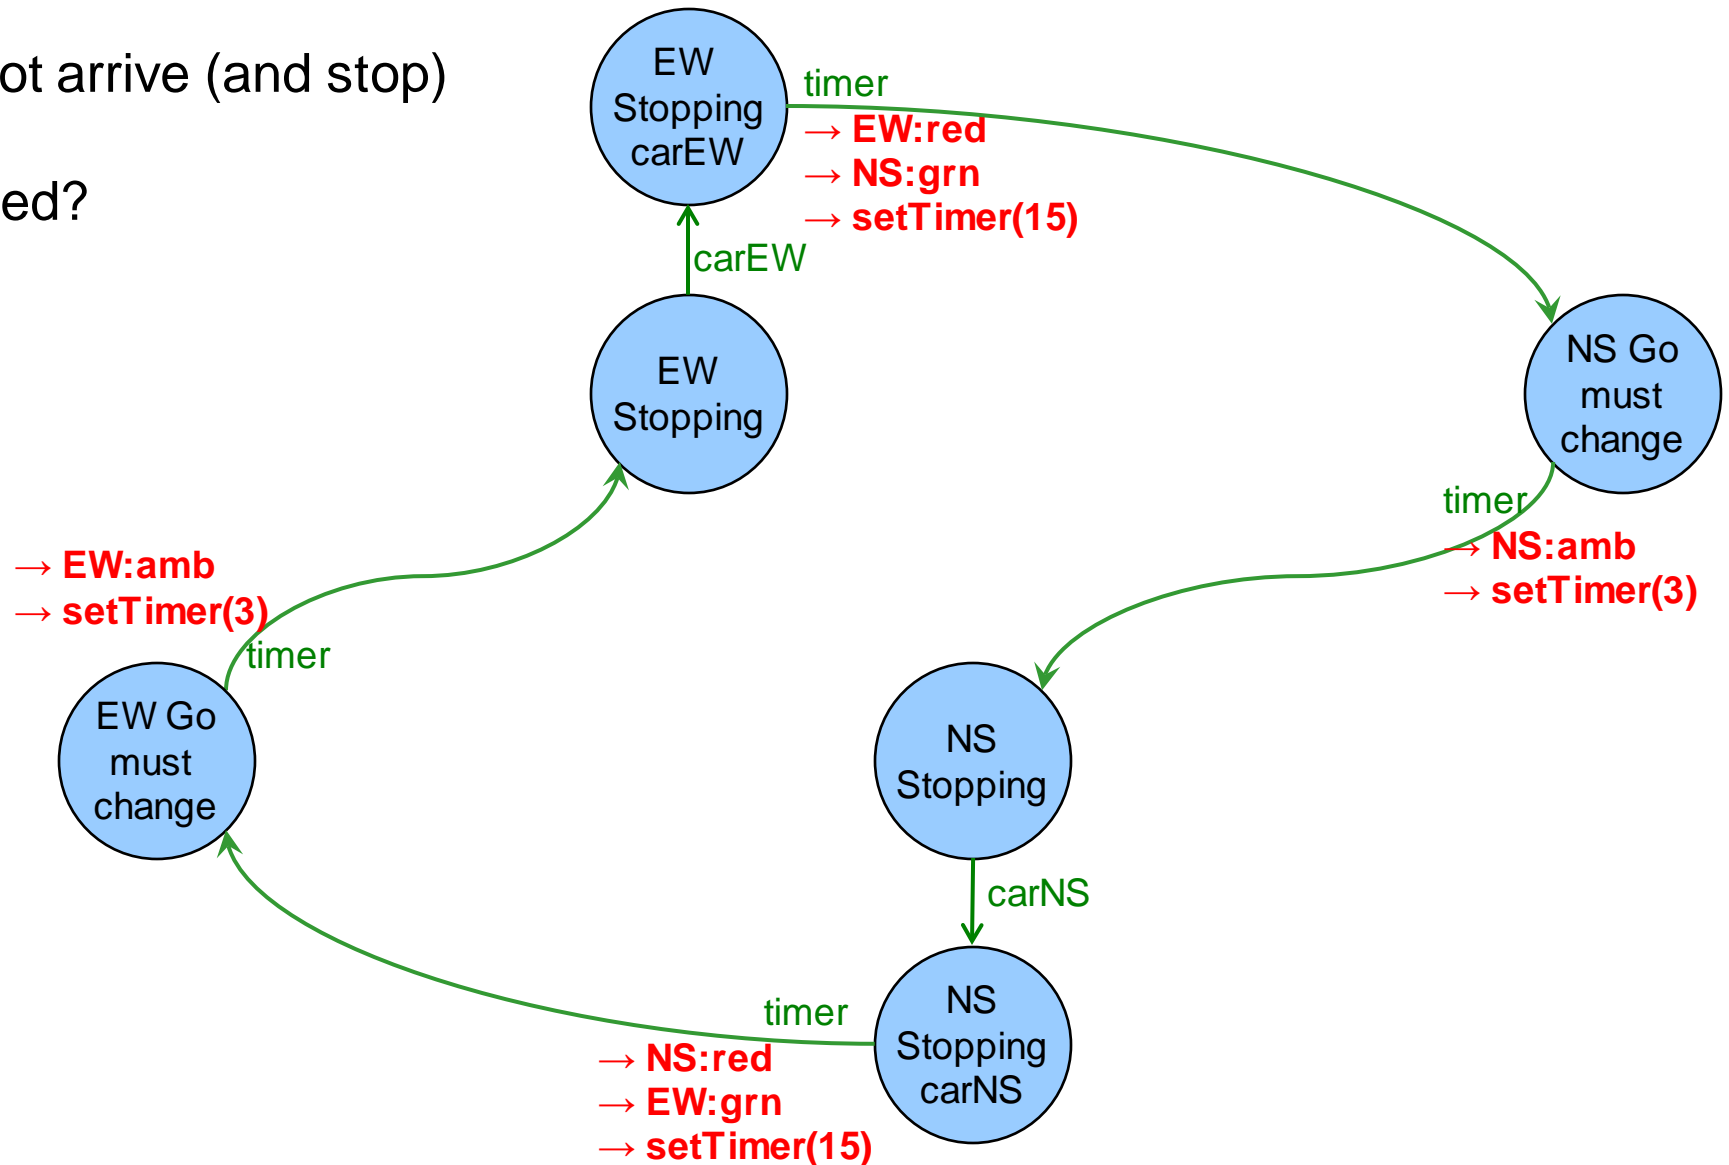 ot arrive (and stop)
ed?
EW
Stopping
carEW
timer
→ EW:red
→ NS:grn
→ setTimer(15)
carEW
EW
Stopping
NS Go
must
change
timer
→ NS:amb
→ setTimer(3)
→ EW:amb
→ setTimer(3)
timer
EW Go
must
change
NS
Stopping
carNS
timer
→ NS:red
→ EW:grn
→ setTimer(15)
NS
Stopping
carNS